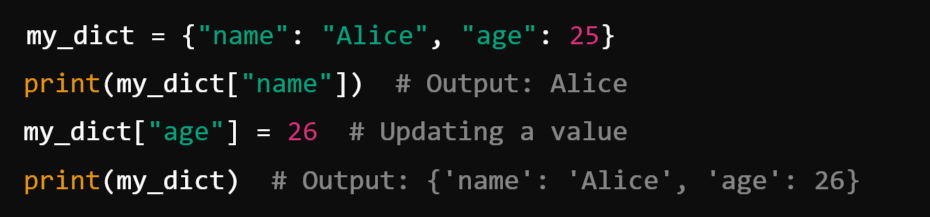 my_dict = {"name": "Alice", "age": 25}
print(my_dict["name"])  # Output: Alice
my_dict["age"] = 26  # Updating a value
print(my_dict)  # Output: {'name': 'Alice', 'age': 26}